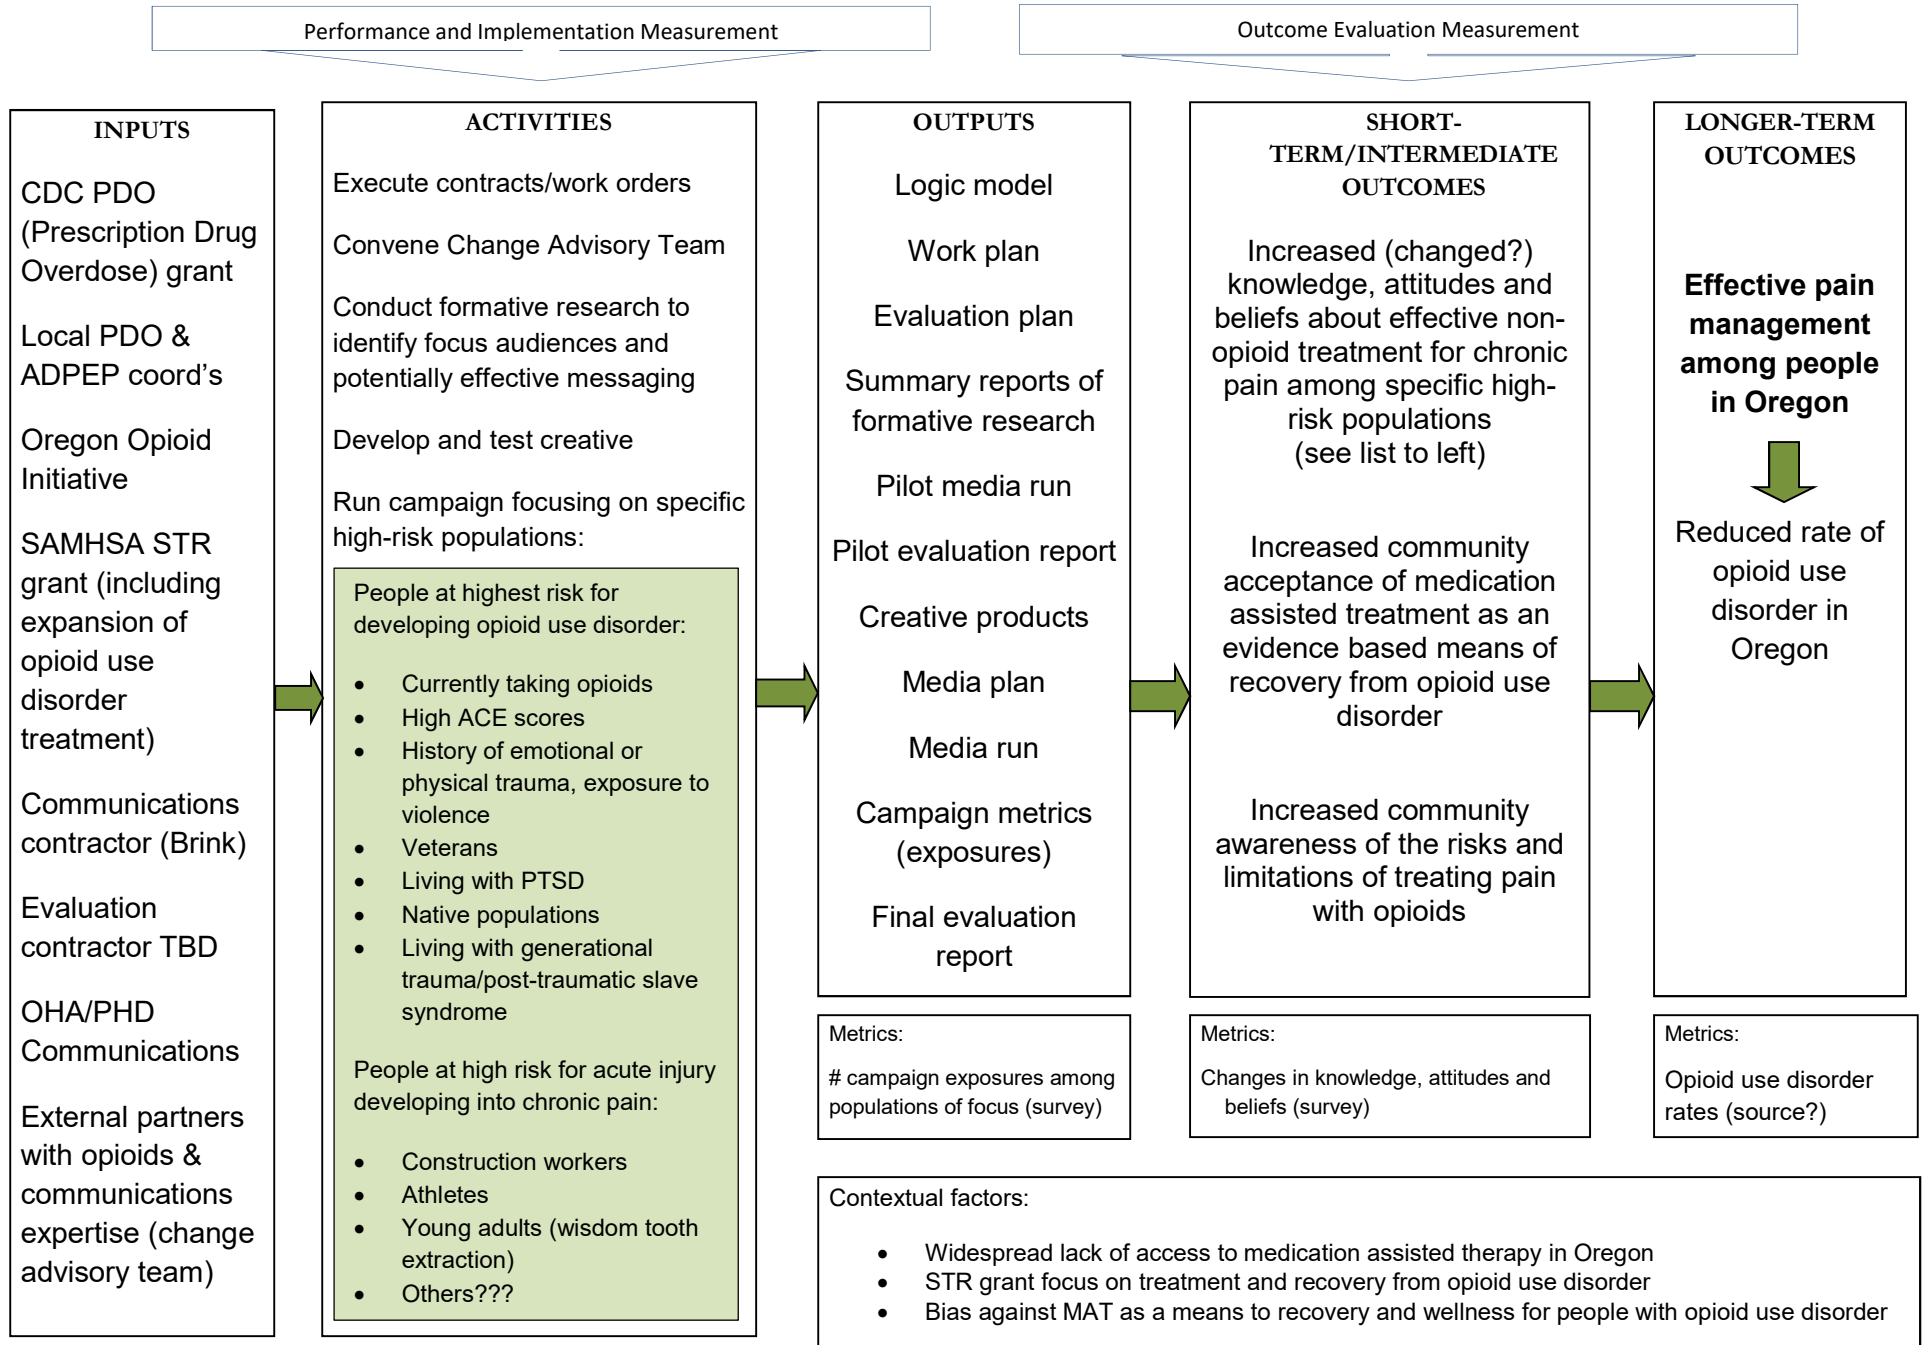 Performance and Implementation Measurement
Outcome Evaluation Measurement
INPUTS
CDC PDO
(Prescription Drug
Overdose) grant
Local PDO &
ADPEP coord's
Oregon Opioid
Initiative
SAMHSA STR
grant (including
expansion of
opioid use
disorder
treatment)
Communications
contractor (Brink)
Evaluation
contractor TBD
OHA/PHD
Communications
External partners
with opioids &
communications
expertise (change
advisory team)
ACTIVITIES
Execute contracts/work orders
Convene Change Advisory Team
Conduct formative research to
identify focus audiences and
potentially effective messaging
Develop and test creative
Run campaign focusing on specific
high-risk populations:
People at highest risk for
developing opioid use disorder:
• Currently taking opioids
• High ACE scores
• History of emotional or
physical trauma, exposure to
violence
• Veterans
• Living with PTSD
• Native populations
• Living with generational
trauma/post-traumatic slave
syndrome
People at high risk for acute injury
developing into chronic pain:
• Construction workers
• Athletes
• Young adults (wisdom tooth
extraction)
• Others???
OUTPUTS
Logic model
Work plan
Evaluation plan
Summary reports of
formative research
Pilot media run
Pilot evaluation report
Creative products
Media plan
Media run
Campaign metrics
(exposures)
Final evaluation
report
Metrics:
# campaign exposures among
populations of focus (survey)
SHORT-
TERM/INTERMEDIATE
OUTCOMES
Increased (changed?)
knowledge, attitudes and
beliefs about effective non-
opioid treatment for chronic
pain among specific high-
risk populations
(see list to left)
Increased community
acceptance of medication
assisted treatment as an
evidence based means of
recovery from opioid use
disorder
Increased community
awareness of the risks and
limitations of treating pain
with opioids
Metrics:
Changes in knowledge, attitudes and
beliefs (survey)
LONGER-TERM
OUTCOMES
Effective pain
management
among people
in Oregon
Reduced rate of
opioid use
disorder in
Oregon
Metrics:
Opioid use disorder
rates (source?)
Contextual factors:
• Widespread lack of access to medication assisted therapy in Oregon
• STR grant focus on treatment and recovery from opioid use disorder
• Bias against MAT as a means to recovery and wellness for people with opioid use disorder